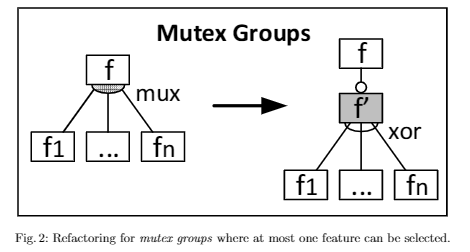 Mutex Groups
f
mux
f1 ... fn
f
f'
xor
f1 ... fn
Fig. 2: Refactoring for mutex groups where at most one feature can be selected.